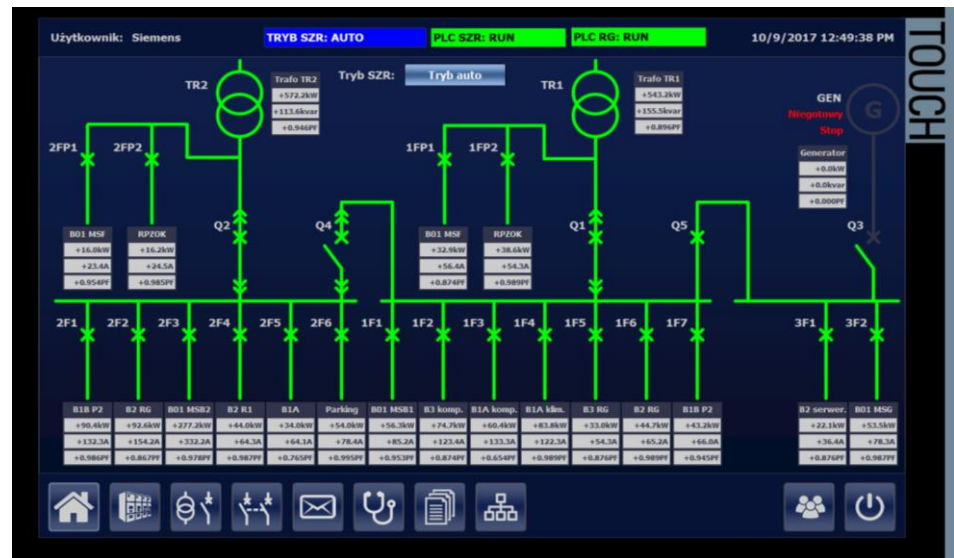 Użytkownik: Siemens
TRYB SZR: AUTO
PLC SZR: RUN
PLC RG: RUN
10/9/2017 12:49:38 PM
TOUCH
TR2
Trafo TR2
+572.2kW
+113.6kvar
+0.946PF
Tryb SZR:
Tryb auto
TR1
Trafo TR1
+543.2kW
+155.5kvar
+0.896PF
GEN
Niegotowy
Stop
G
Generator
+0.0kW
+0.0kvar
+0.000PF
2FP1
2FP2
1FP1
1FP2
Q2
Q4
Q1
Q5
Q3
B01 MSF
+16.0kW
+23.4A
+0.954PF
RPZOK
+16.2kW
+24.5A
+0.985PF
B01 MSF
+32.9kW
+56.4A
+0.874PF
RPZOK
+38.6kW
+54.3A
+0.989PF
2F1 2F2 2F3 2F4 2F5 2F6 1F1 1F2 1F3 1F4 1F5 1F6 1F7 3F1 3F2
B1B P2 B2 RG B01 MSB2 B2 R1 B1A Parking B01 MSB1 B3 komp. B1A komp. B1A klim. B3 RG B2 RG B1B P2 B2 serwer. B01 MSG
+90.4kW +92.6kW +277.2kW +44.0kW +34.0kW +54.0kW +56.3kW +74.7kW +60.4kW +83.8kW +33.0kW +44.7kW +43.2kW +22.1kW +53.5kW
+132.3A +154.2A +332.2A +64.3A +64.1A +78.4A +85.2A +123.4A +133.3A +122.3A +54.3A +65.2A +66.0A +36.4A +78.3A
+0.986PF +0.867PF +0.978PF +0.987PF +0.765PF +0.995PF +0.953PF +0.874PF +0.654PF +0.989PF +0.876PF +0.989PF +0.945PF +0.876PF +0.987PF